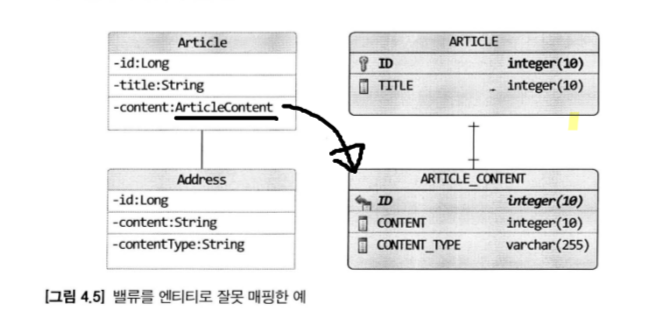 Article
-id:Long
-title:String
-content:ArticleContent
Address
-id:Long
-content:String
-contentType:String
ARTICLE
ID integer(10)
TITLE integer(10)
ARTICLE_CONTENT
ID integer(10)
CONTENT integer(10)
CONTENT_TYPE varchar(255)
[그림 4.5] 밸류를 엔티티로 잘못 매핑한 예